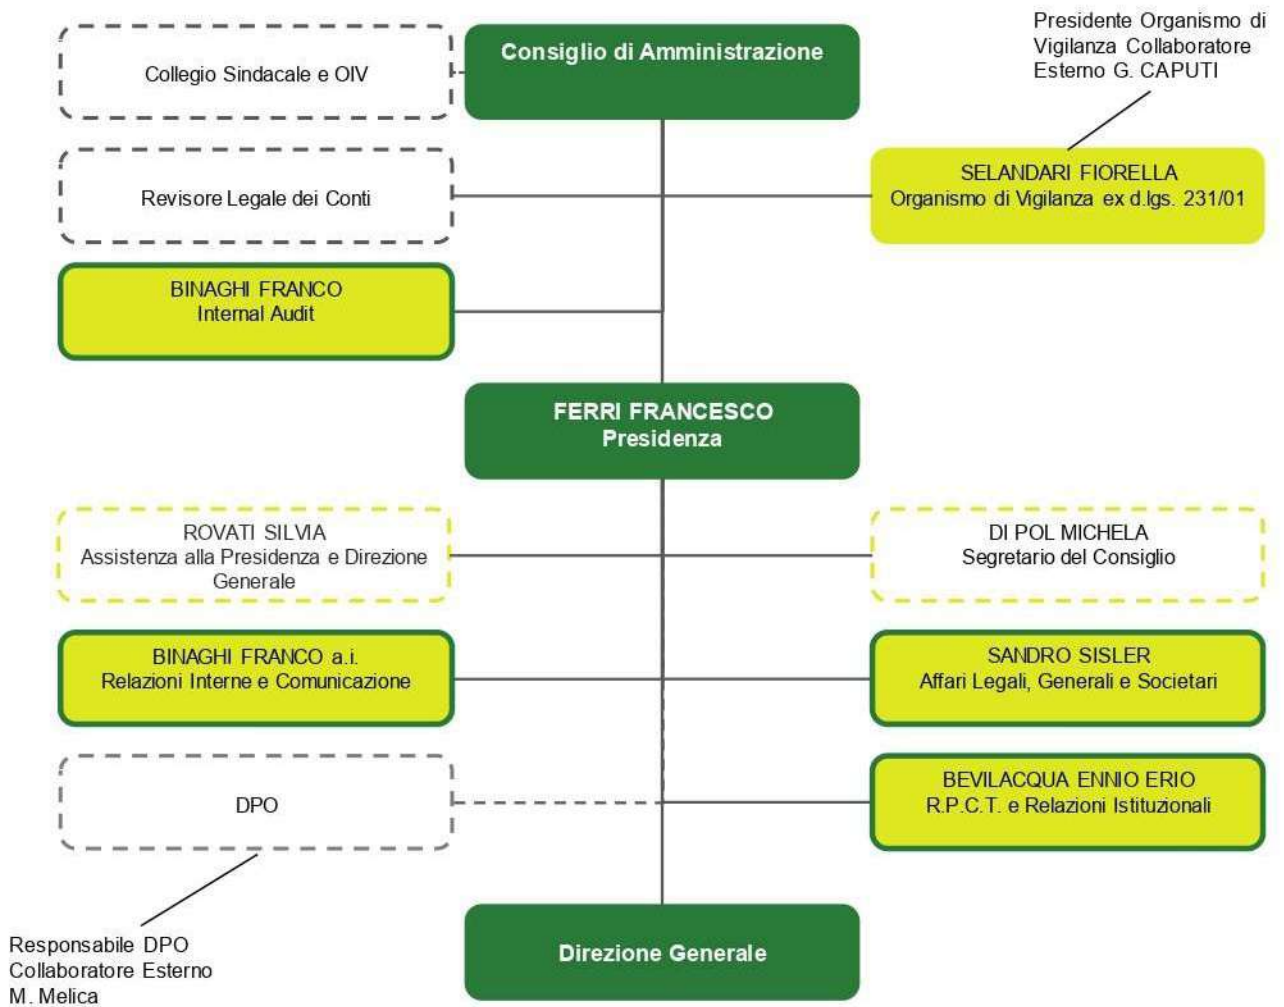 Presidente Organismo di
Vigilanza Collaboratore
Esterno G. CAPUTI
Consiglio di Amministrazione
Collegio Sindacale e OIV
Revisore Legale dei Conti
SELANDARI FIORELLA
Organismo di Vigilanza ex d.lgs. 231/01
BINAGHI FRANCO
Internal Audit
FERRI FRANCESCO
Presidenza
ROVATI SILVIA
Assistenza alla Presidenza e Direzione
Generale
DI POL MICHELA
Segretario del Consiglio
BINAGHI FRANCO a.i.
Relazioni Interne e Comunicazione
SANDRO SISLER
Affari Legali, Generali e Societari
DPO
BEVILACQUA ENNIO ERIO
R.P.C.T. e Relazioni Istituzionali
Direzione Generale
Responsabile DPO
Collaboratore Esterno
M. Melica